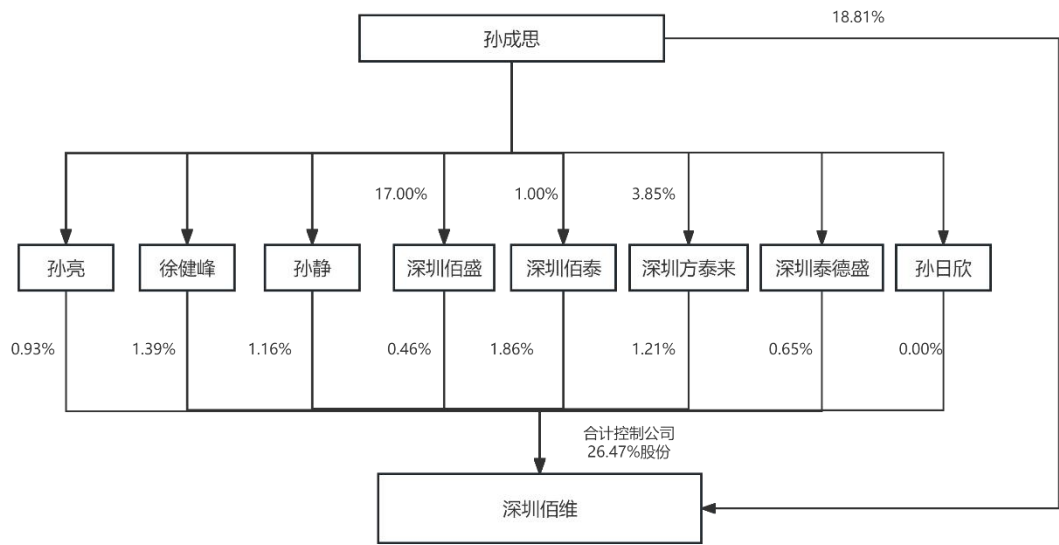 18.81%
孙成思
17.00%
1.00%
3.85%
孙亮
徐健峰
孙静
深圳佰盛
深圳佰泰
深圳方泰来
深圳泰德盛
孙日欣
0.93%
1.39%
1.16%
0.46%
1.86%
1.21%
0.65%
0.00%
合计控制公司
26.47%股份
深圳佰维